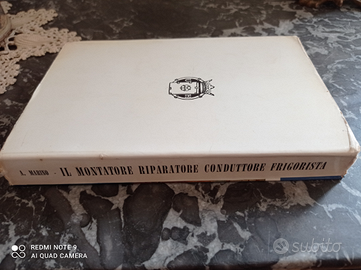 A. MARINO - IL MONTATORE RIPARATORE CONDUTTORE FRIGORISTA
REDMI NOTE 9
AI QUAD CAMERA
subito